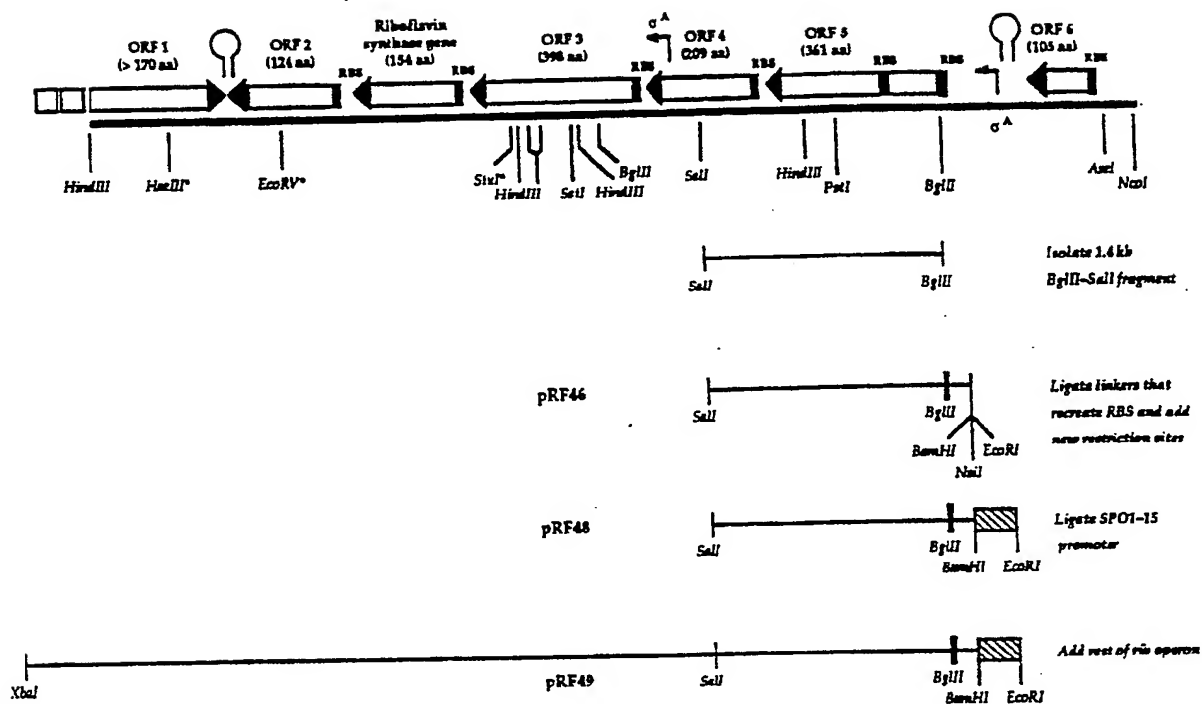 ORF 1
(> 170 aa)
ORF 2
(124 aa)
Riboflavin
synthase gene
(154 aa)
ORF 3
(398 aa)
σA
ORF 4
(209 aa)
ORF 5
(361 aa)
ORF 6
(105 aa)
RBS
RBS
RBS
RBS
RBS
RBS
RBS
σA
HindIII
HaeIII*
EcoRV*
HindIII
SstI
HindIII
BglII
SalI
HindIII
PstI
BglII
AseI
NcoI
SalI
BglII
Isolate 1.4 kb
BglII-SalI fragment
pRF46
SalI
BglII
BamHI
NsiI
EcoRI
Ligate linkers that
recreate RBS and add
new restriction sites
pRF48
SalI
BglII
BamHI
EcoRI
Ligate SPO1-15
promoter
XbaI
pRF49
SalI
BglII
BamHI
EcoRI
Add rest of rib operon